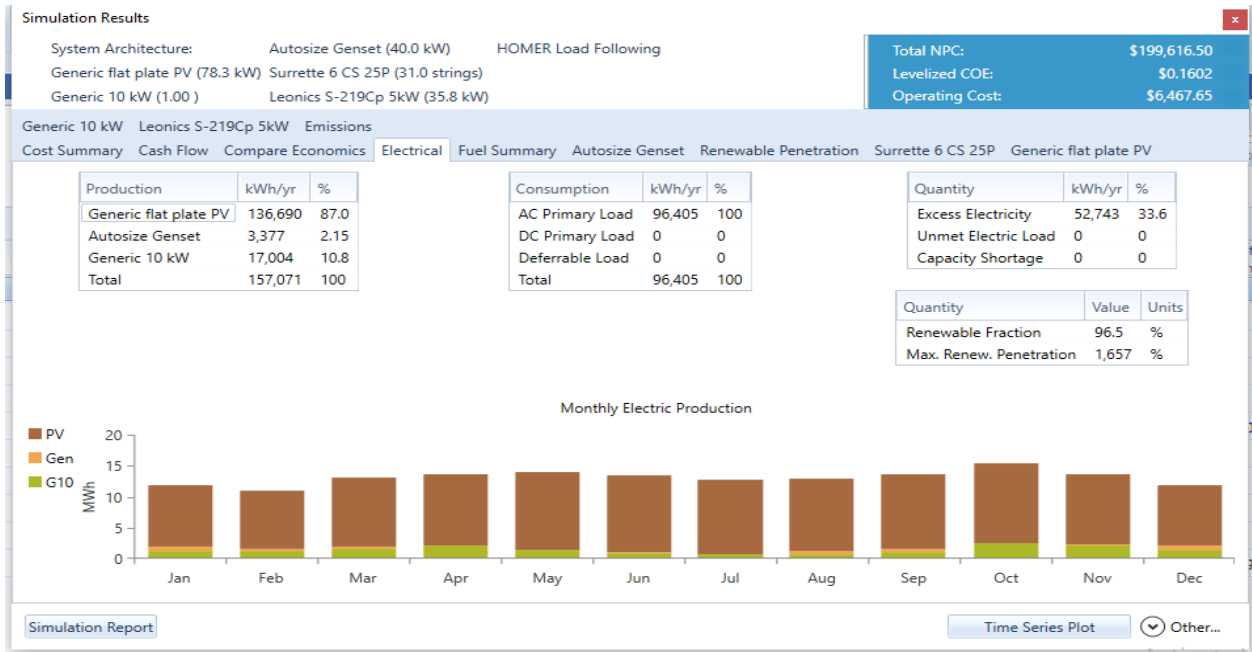 Simulation Results
x
System Architecture: Autosize Genset (40.0 kW) HOMER Load Following
Generic flat plate PV (78.3 kW) Surrette 6 CS 25P (31.0 strings)
Generic 10 kW (1.00 ) Leonics S-219Cp 5kW (35.8 kW)
Total NPC: $199,616.50
Levelized COE: $0.1602
Operating Cost: $6,467.65
Generic 10 kW Leonics S-219Cp 5kW Emissions
Cost Summary Cash Flow Compare Economics Electrical Fuel Summary Autosize Genset Renewable Penetration Surrette 6 CS 25P Generic flat plate PV
Production kWh/yr %
Generic flat plate PV 136,690 87.0
Autosize Genset 3,377 2.15
Generic 10 kW 17,004 10.8
Total 157,071 100
Consumption kWh/yr %
AC Primary Load 96,405 100
DC Primary Load 0 0
Deferrable Load 0 0
Total 96,405 100
Quantity kWh/yr %
Excess Electricity 52,743 33.6
Unmet Electric Load 0 0
Capacity Shortage 0 0
Quantity Value Units
Renewable Fraction 96.5 %
Max. Renew. Penetration 1,657 %
Monthly Electric Production
PV
Gen
G10
MWh
20
15
10
5
0
Jan Feb Mar Apr May Jun Jul Aug Sep Oct Nov Dec
Simulation Report Time Series Plot Other...